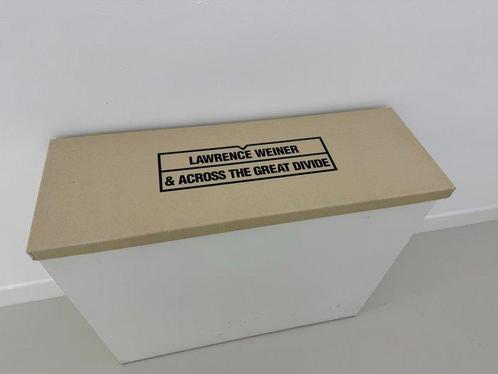 LAWRENCE WEINER
& ACROSS THE GREAT DIVIDE